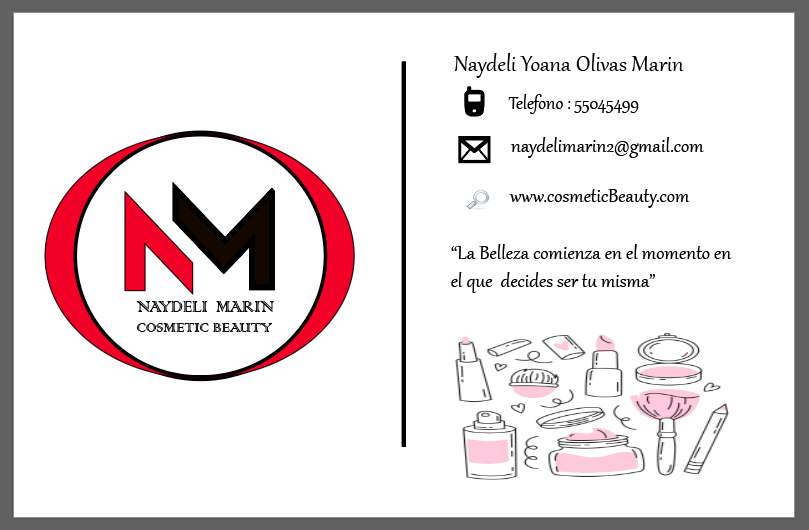 NM
NAYDELI MARIN
COSMETIC BEAUTY
Naydeli Yoana Olivas Marin
Telefono : 55045499
naydelimarin2@gmail.com
www.cosmeticBeauty.com
“La Belleza comienza en el momento en
el que decides ser tu misma”